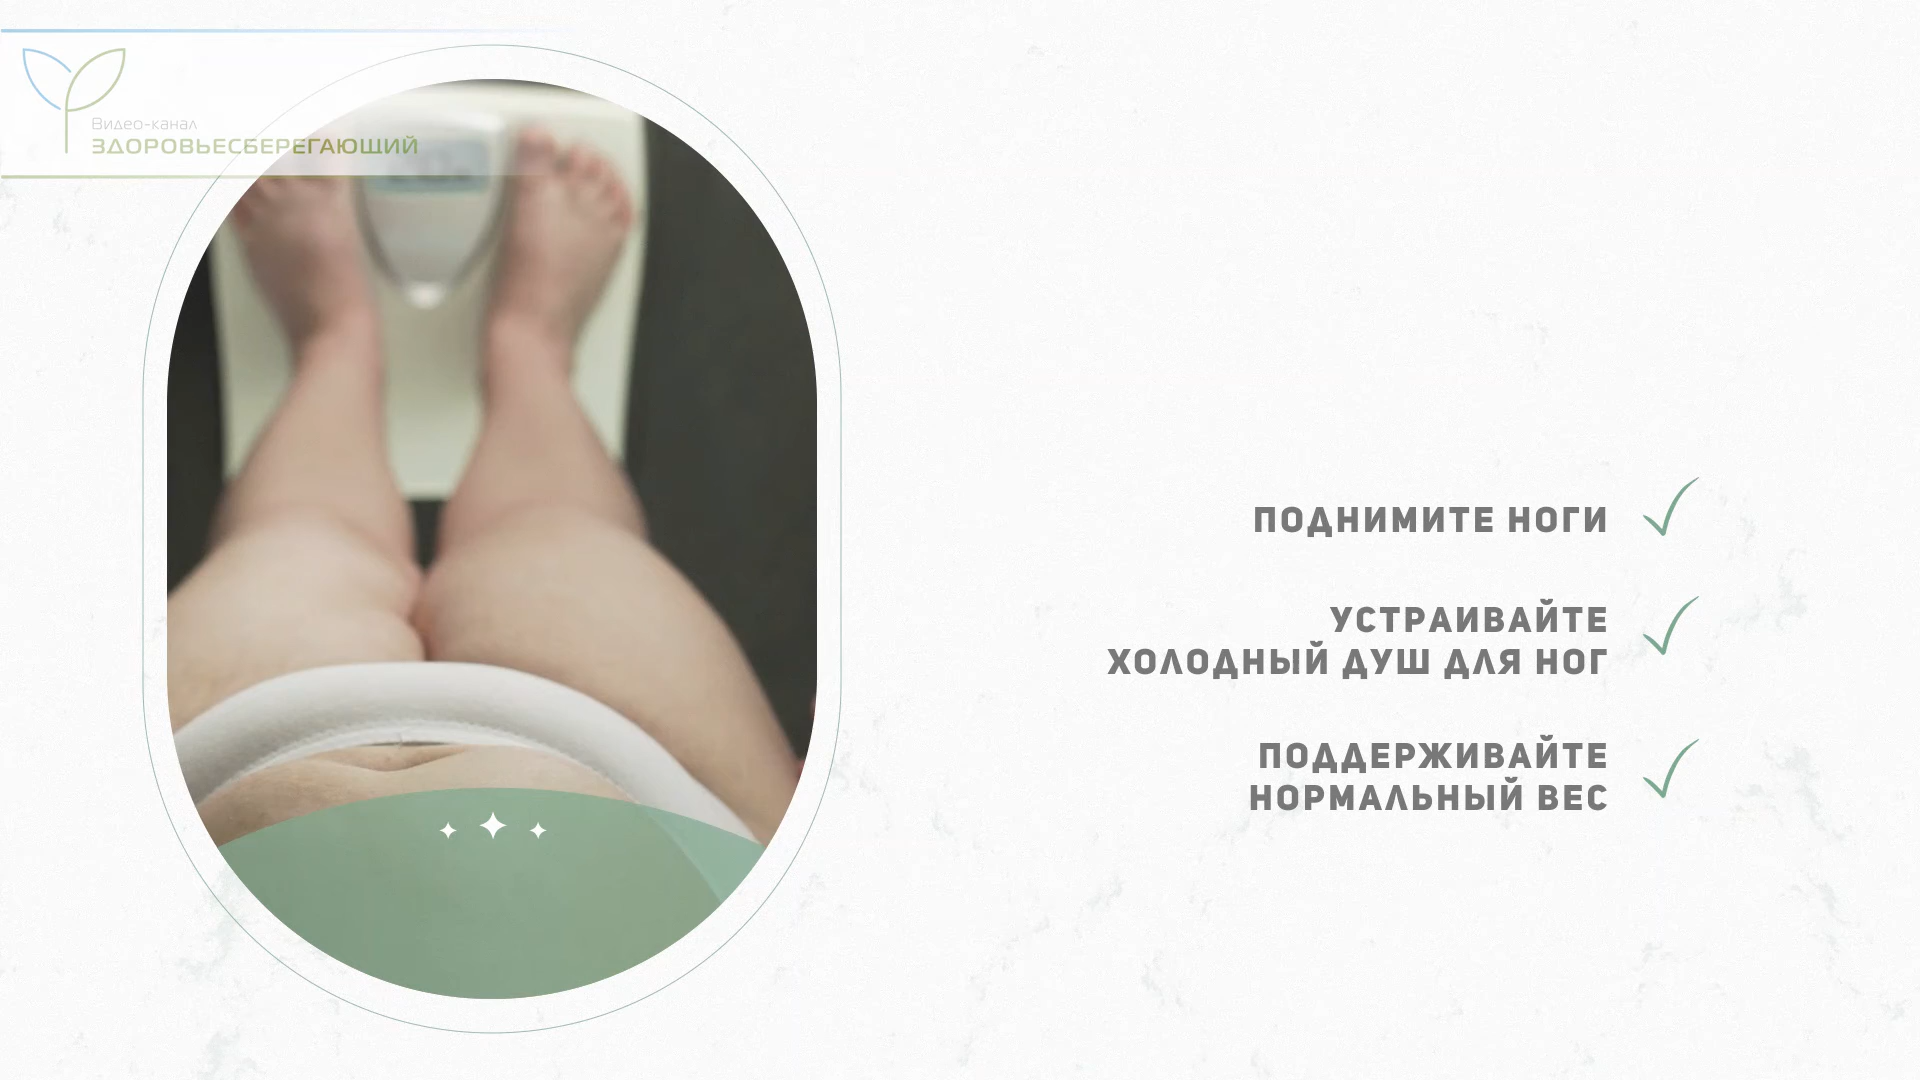 Видео-канал
ЗДОРОВЬЕСБЕРЕГАЮЩИЙ
ПОДНИМИТЕ НОГИ
УСТРАИВАЙТЕ
ХОЛОДНЫЙ ДУШ ДЛЯ НОГ
ПОДДЕРЖИВАЙТЕ
НОРМАЛЬНЫЙ ВЕС